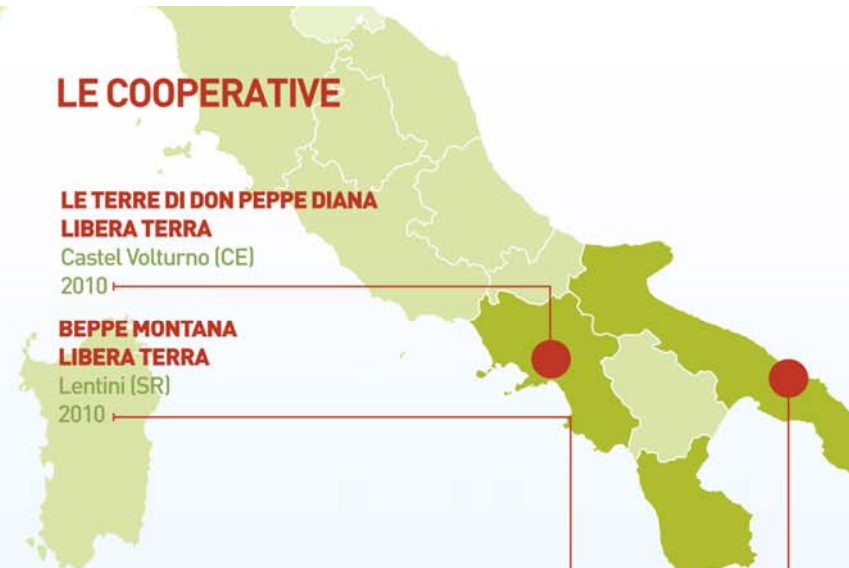 LE COOPERATIVE
LE TERRE DI DON PEPPE DIANA
LIBERA TERRA
Castel Volturno (CE)
2010
BEPPE MONTANA
LIBERA TERRA
Lentini (SR)
2010